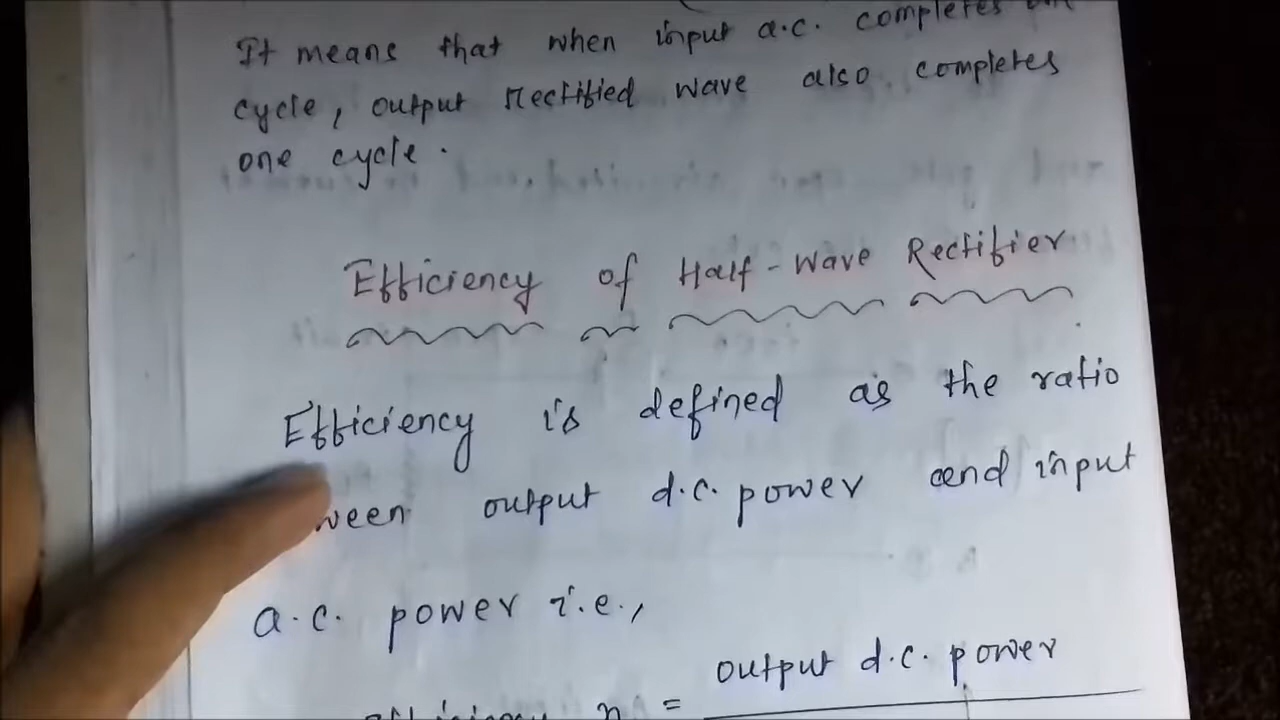 It means that when input a.c. completes
cycle, output Rectified wave also completes
one cycle.
Efficiency of Half-Wave Rectifier
Efficiency is defined as the ratio
ween output d.c. power and input
a.c. power i.e.,
output d.c. power
efficiency η =